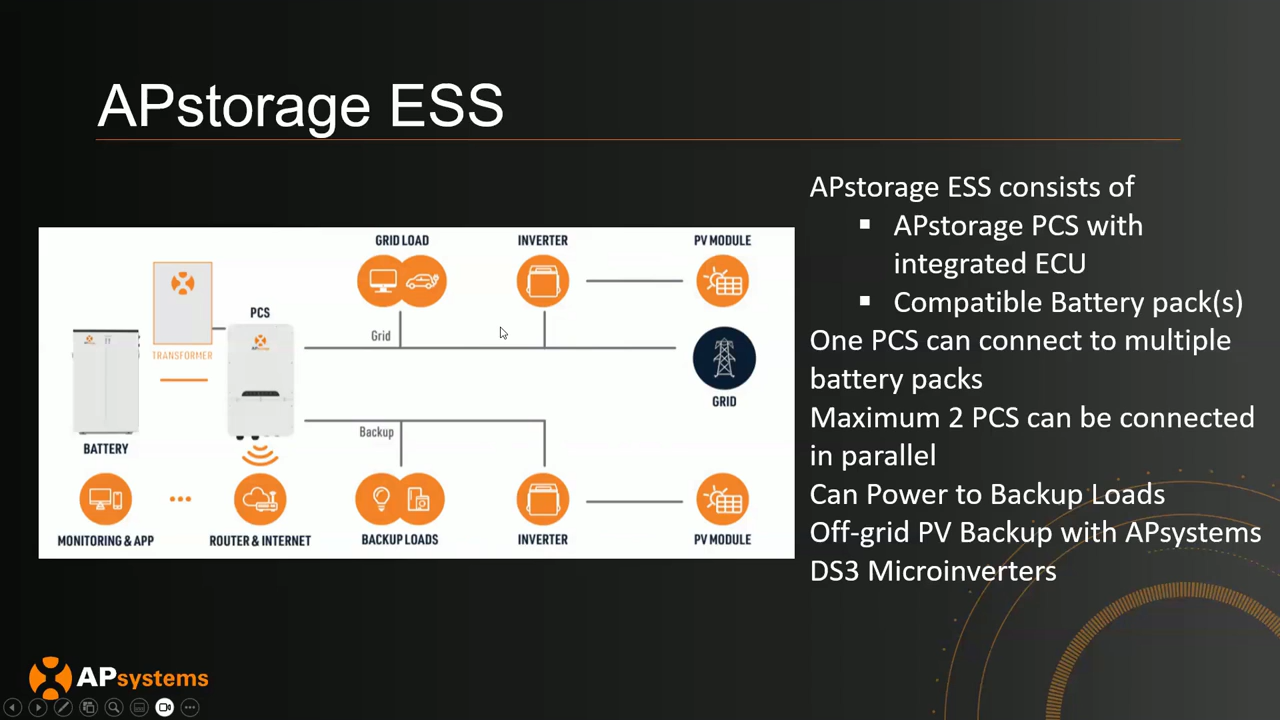 APstorage ESS
GRID LOAD
INVERTER
PV MODULE
PCS
TRANSFORMER
Grid
GRID
Backup
BATTERY
MONITORING & APP
ROUTER & INTERNET
BACKUP LOADS
INVERTER
PV MODULE
APstorage ESS consists of
▪ APstorage PCS with
integrated ECU
▪ Compatible Battery pack(s)
One PCS can connect to multiple
battery packs
Maximum 2 PCS can be connected
in parallel
Can Power to Backup Loads
Off-grid PV Backup with APsystems
DS3 Microinverters
APsystems